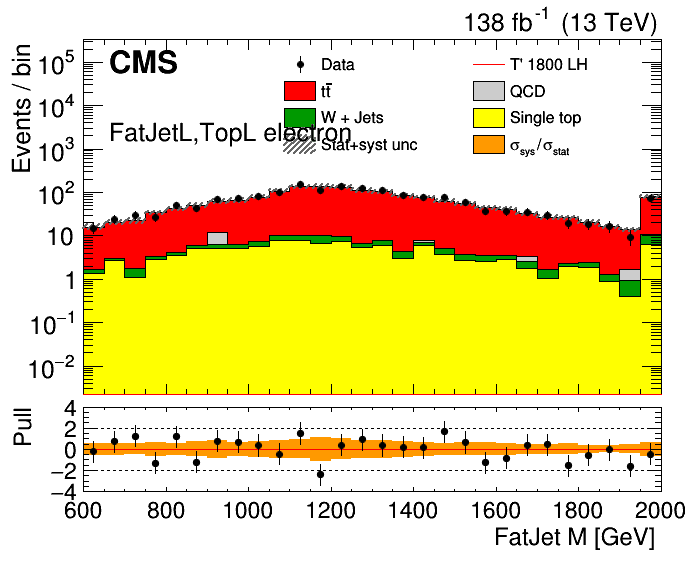 138 fb⁻¹ (13 TeV)
CMS
Data
T' 1800 LH
tt̄
QCD
W + Jets
Single top
FatJetL,TopL electron
Stat+syst unc
σsys/σstat
Events / bin
10⁵
10⁴
10³
10²
10
1
10⁻¹
10⁻²
Pull
4
2
0
−2
−4
600 800 1000 1200 1400 1600 1800 2000
FatJet M [GeV]